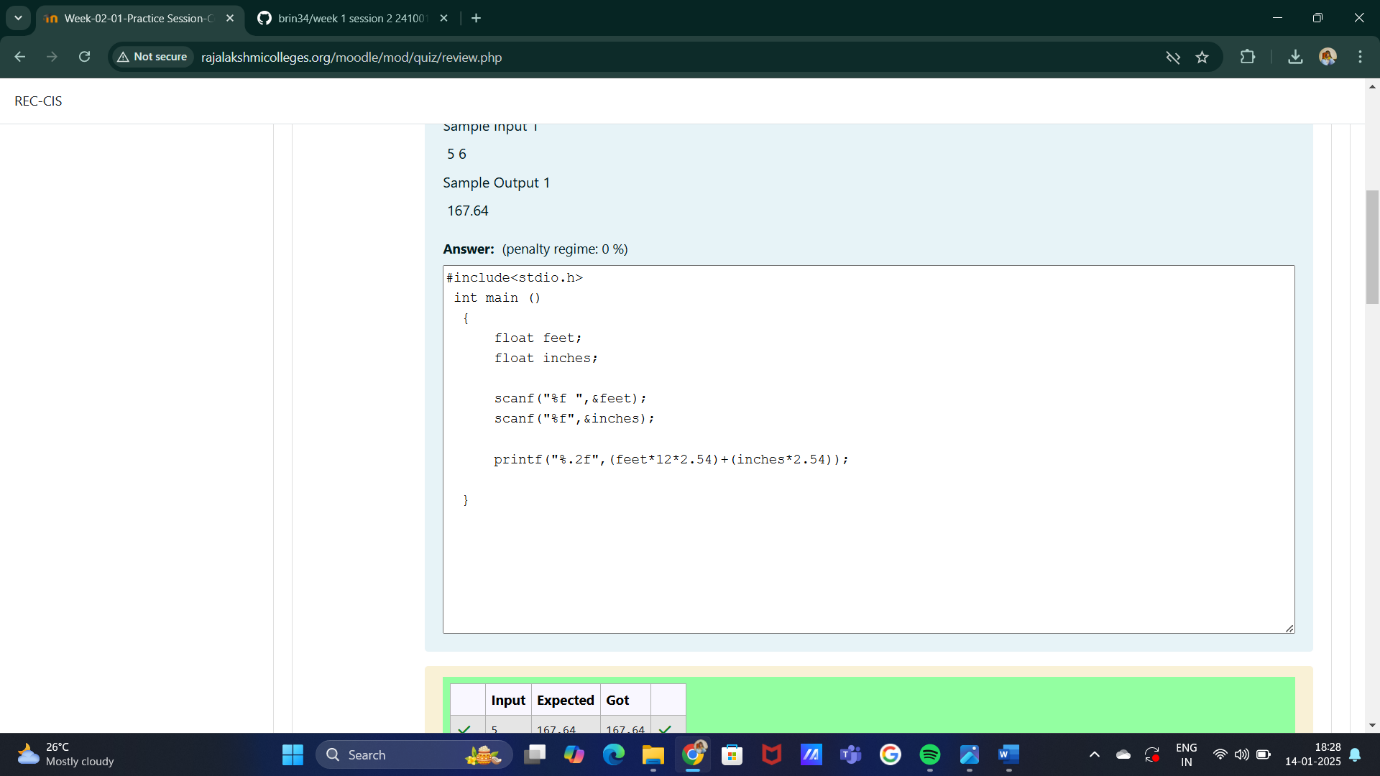 Week-02-01-Practice Session-C
brin34/week 1 session 2 241001
Not secure
rajalakshmicolleges.org/moodle/mod/quiz/review.php
REC-CIS
Sample Input 1
5 6
Sample Output 1
167.64
Answer: (penalty regime: 0 %)
#include<stdio.h>
int main ()
{
float feet;
float inches;
scanf("%f ",&feet);
scanf("%f",&inches);
printf("%.2f",(feet*12*2.54)+(inches*2.54));
}
Input Expected Got
5 167.64 167.64
26°C
Mostly cloudy
Search
ENG
IN
18:28
14-01-2025